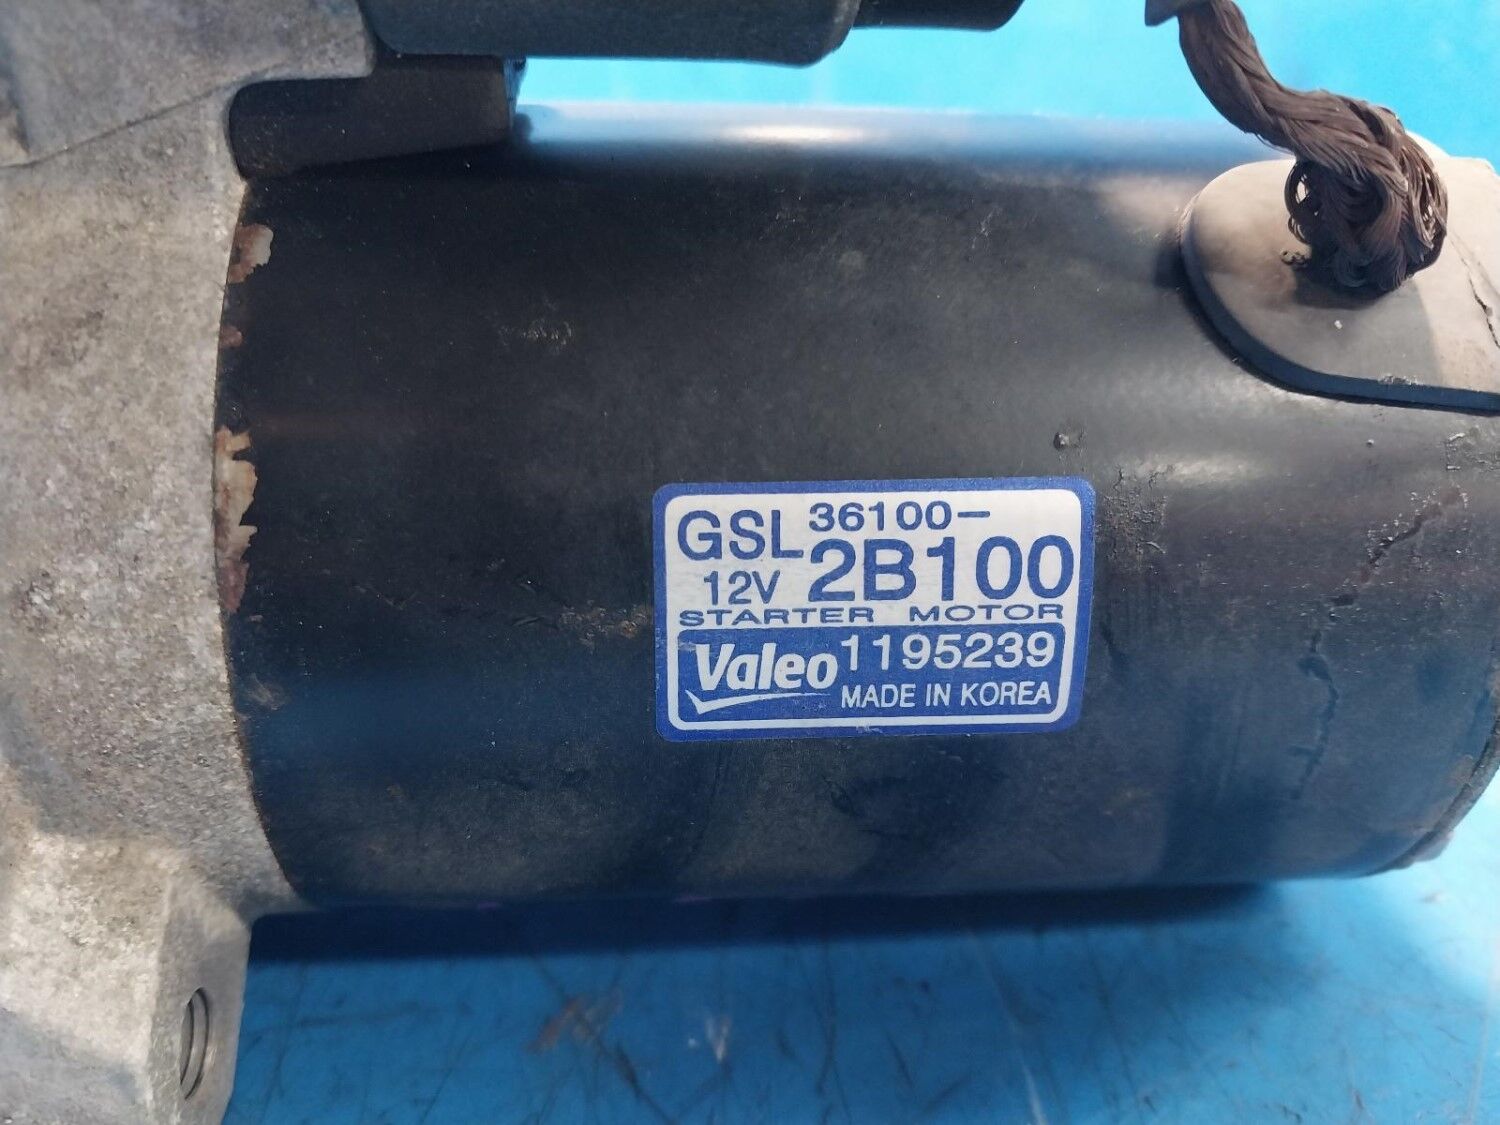 GSL 36100-
12V 2B100
STARTER MOTOR
Valeo 1195239
MADE IN KOREA